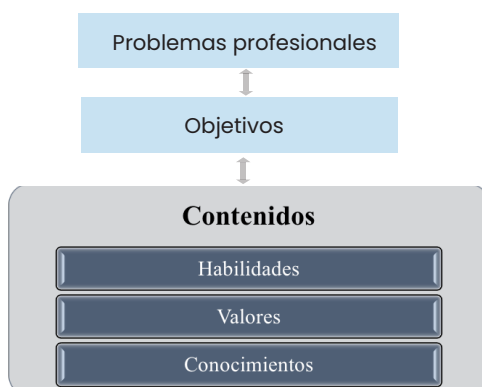 Problemas profesionales
Objetivos
Contenidos
Habilidades
Valores
Conocimientos